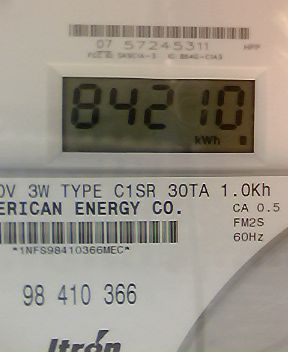 07 57245311
84210
kWh
0V 3W TYPE C1SR 30TA 1.0Kh
ERICAN ENERGY CO.
CA 0.5
FM2S
60Hz
*1NFS98410366MEC*
98 410 366
Itrón